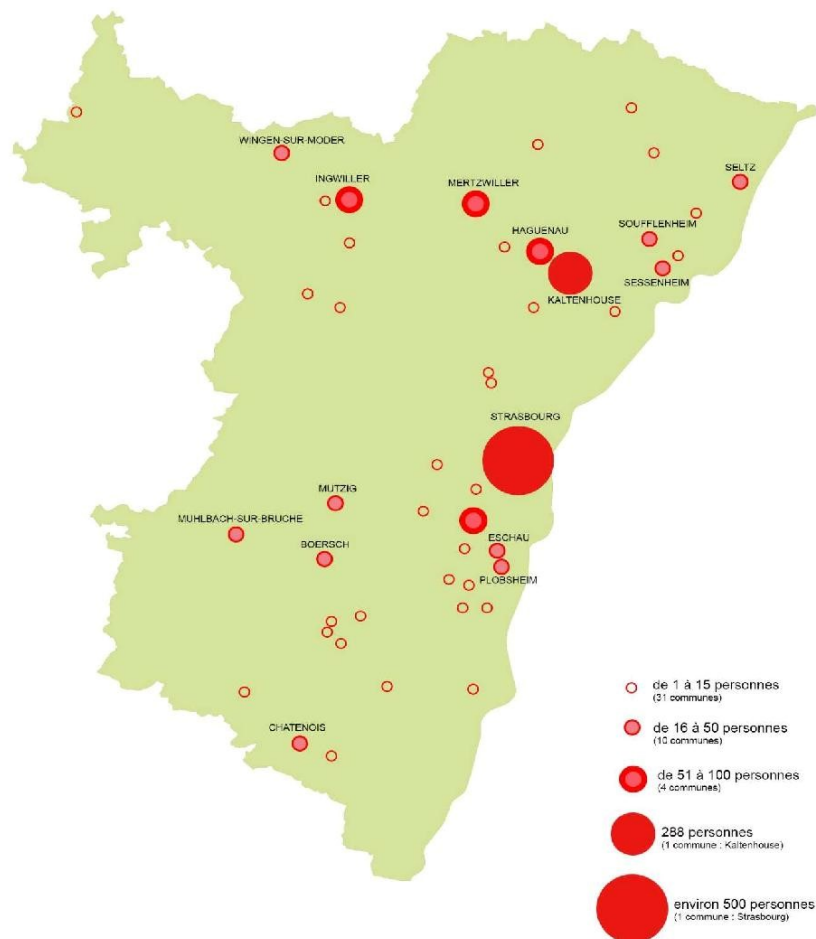 WINGEN-SUR-MODER
INGWILLER
MERTZWILLER
SELTZ
HAGUENAU
SOUFFLENHEIM
SESSENHEIM
KALTENHOUSE
STRASBOURG
MUTZIG
MUHLBACH-SUR-BRUCHE
BOERSCH
ESCHAU
PLOBSHEIM
CHATENOIS
de 1 à 15 personnes
(31 communes)
de 16 à 50 personnes
(10 communes)
de 51 à 100 personnes
(4 communes)
288 personnes
(1 commune : Kaltenhouse)
environ 500 personnes
(1 commune : Strasbourg)